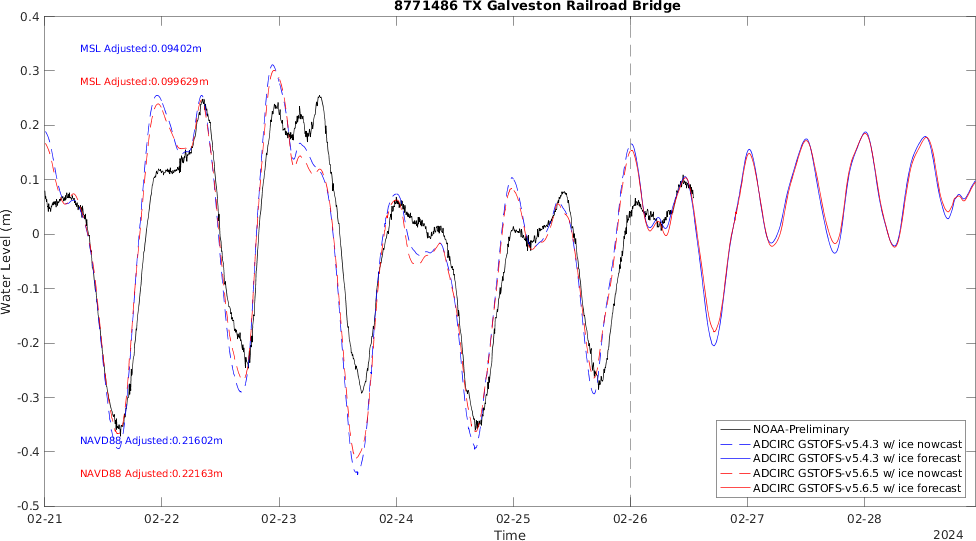 8771486 TX Galveston Railroad Bridge
0.4
0.3
0.2
0.1
0
-0.1
-0.2
-0.3
-0.4
-0.5
Water Level (m)
MSL Adjusted:0.09402m
MSL Adjusted:0.099629m
NAVD88 Adjusted:0.21602m
NAVD88 Adjusted:0.22163m
NOAA-Preliminary
ADCIRC GSTOFS-v5.4.3 w/ ice nowcast
ADCIRC GSTOFS-v5.4.3 w/ ice forecast
ADCIRC GSTOFS-v5.6.5 w/ ice nowcast
ADCIRC GSTOFS-v5.6.5 w/ ice forecast
02-21 02-22 02-23 02-24 02-25 02-26 02-27 02-28
Time
2024